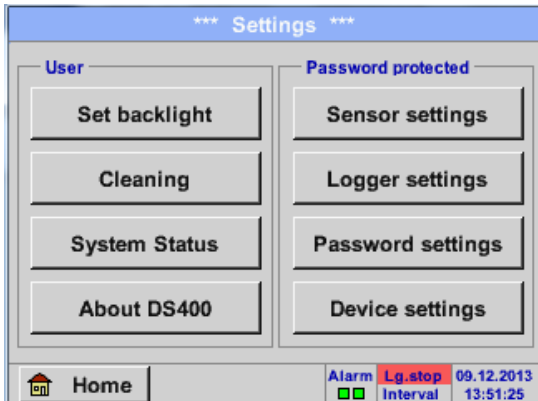 *** Settings ***
User
Set backlight
Cleaning
System Status
About DS400
Password protected
Sensor settings
Logger settings
Password settings
Device settings
Home
Alarm
Lg.stop
Interval
09.12.2013
13:51:25